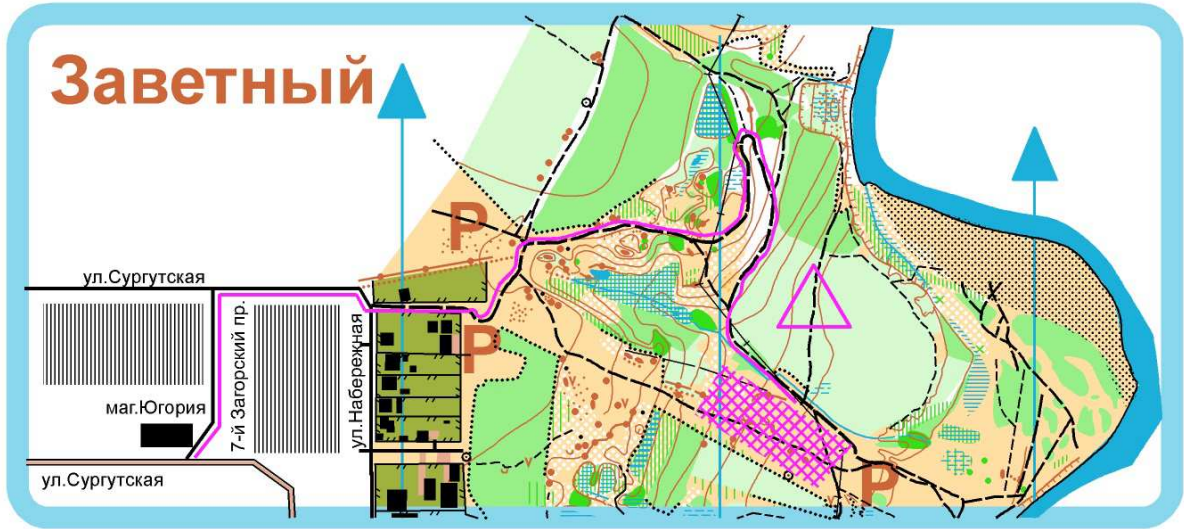 Заветный
Р
ул.Сургутская
7-й Загорский пр.
ул.Набережная
Р
маг.Югория
ул.Сургутская
Р